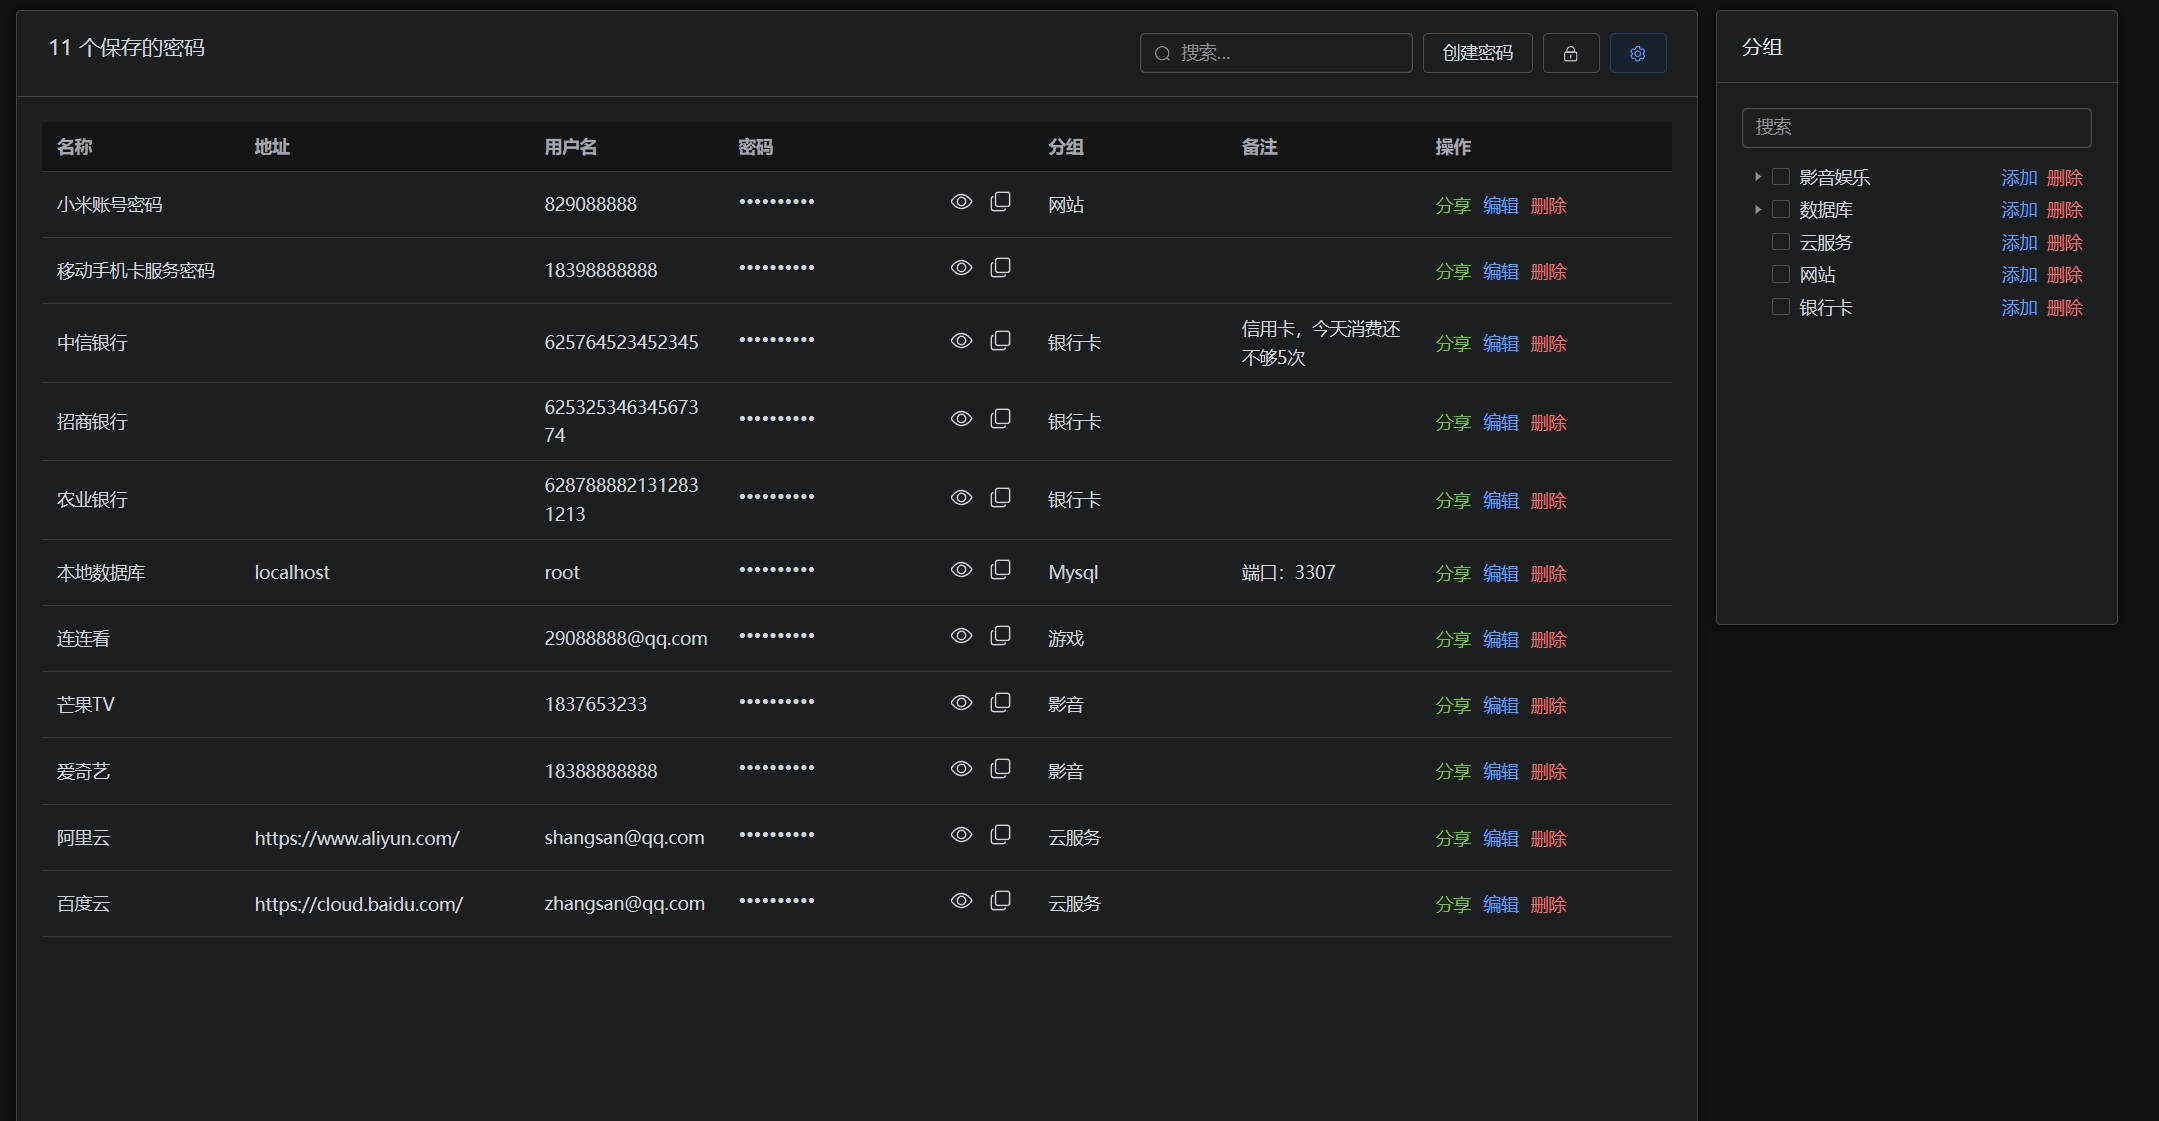 11 个保存的密码
搜索...
创建密码
名称 地址 用户名 密码 分组 备注 操作
小米账号密码 829088888 •••••••••• 网站 分享 编辑 删除
移动手机卡服务密码 18398888888 •••••••••• 分享 编辑 删除
中信银行 625764523452345 •••••••••• 银行卡 信用卡，今天消费还 分享 编辑 删除
不够5次
招商银行 625325346345673 •••••••••• 银行卡 分享 编辑 删除
74
农业银行 628788882131283 •••••••••• 银行卡 分享 编辑 删除
1213
本地数据库 localhost root •••••••••• Mysql 端口：3307 分享 编辑 删除
连连看 29088888@qq.com •••••••••• 游戏 分享 编辑 删除
芒果TV 1837653233 •••••••••• 影音 分享 编辑 删除
爱奇艺 18388888888 •••••••••• 影音 分享 编辑 删除
阿里云 https://www.aliyun.com/ shangsan@qq.com •••••••••• 云服务 分享 编辑 删除
百度云 https://cloud.baidu.com/ zhangsan@qq.com •••••••••• 云服务 分享 编辑 删除
分组
搜索
影音娱乐 添加 删除
数据库 添加 删除
云服务 添加 删除
网站 添加 删除
银行卡 添加 删除